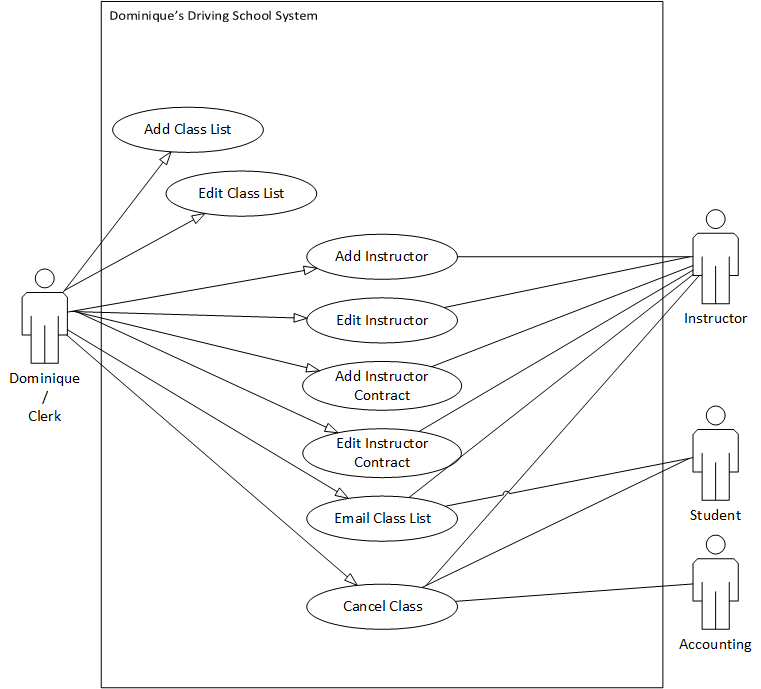 Dominique's Driving School System
Add Class List
Edit Class List
Add Instructor
Edit Instructor
Add Instructor
Contract
Edit Instructor
Contract
Email Class List
Cancel Class
Dominique
/
Clerk
Instructor
Student
Accounting